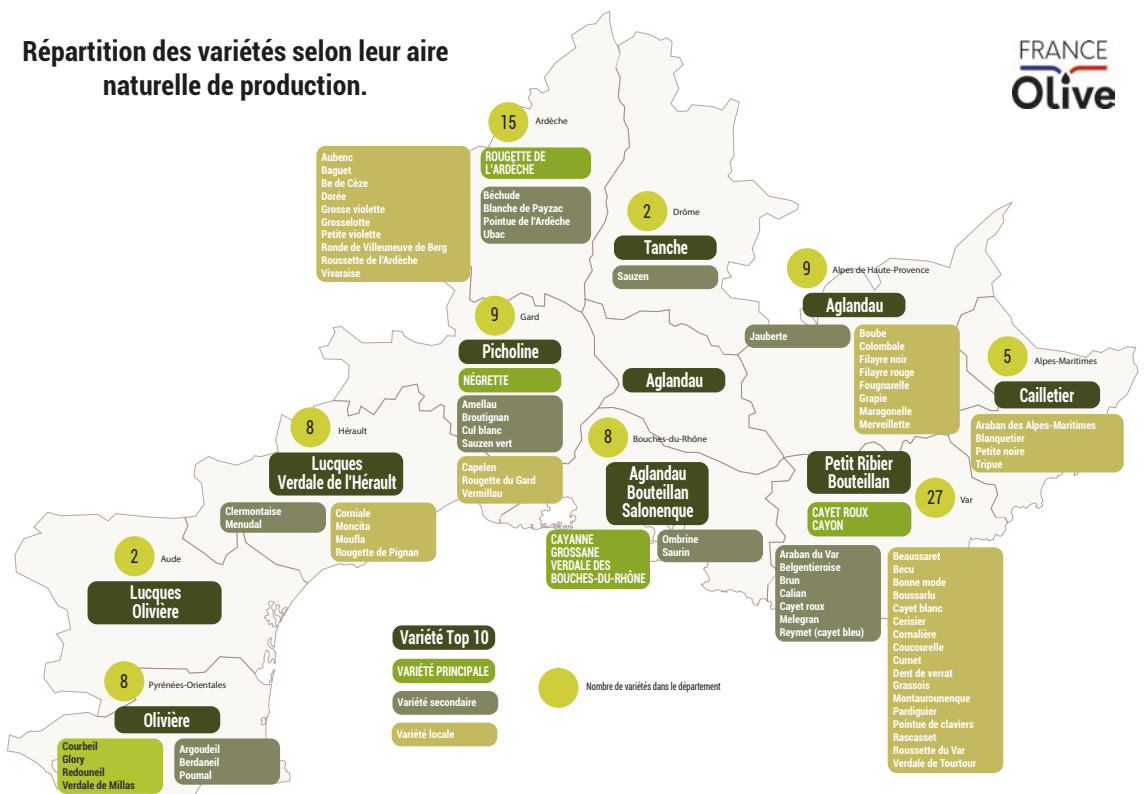 Répartition des variétés selon leur aire
naturelle de production.
FRANCE
Olive
15
Ardèche
Aubenc
Baguet
Be de Cèze
Dorée
Grosse violette
Grosselotte
Petite violette
Ronde de Villeuneuve de Berg
Roussette de l'Ardèche
Vivaraise
ROUGETTE DE
L'ARDÈCHE
Béchude
Blanche de Payzac
Pointue de l'Ardèche
Ubac
2
Drôme
Tanche
Sauzen
9
Alpes de Haute-Provence
Aglandau
Jauberte
Boube
Colombale
Filayre noir
Filayre rouge
Fougnarelle
Grapie
Maragonelle
Merveillette
5
Alpes-Maritimes
Cailletier
Araban des Alpes-Maritimes
Blanquetier
Petite noire
Tripue
9
Gard
Picholine
NÉGRETTE
Amellau
Broutignan
Cul blanc
Sauzen vert
Capelen
Rougette du Gard
Vermillau
Aglandau
8
Hérault
Lucques
Verdale de l'Hérault
Clermontaise
Menudal
Corniale
Moncita
Moufla
Rougette de Pignan
8
Bouches-du-Rhône
Aglandau
Bouteillan
Salonenque
CAYANNE
GROSSANE
VERDALE DES
BOUCHES-DU-RHÔNE
Ombrine
Saurin
Petit Ribier
Bouteillan
27
Var
CAYET ROUX
CAYON
Araban du Var
Belgentieroise
Brun
Calian
Cayet roux
Melegran
Reymet (cayet bleu)
Beaussaret
Becu
Bonne mode
Boussarlu
Cayet blanc
Cerisier
Cornalière
Coucourelle
Curnet
Dent de verrat
Grassois
Montaurounenque
Pardiguier
Pointue de claviers
Rascasset
Roussette du Var
Verdale de Tourtour
2
Aude
Lucques
Olivière
8
Pyrénées-Orientales
Olivière
Courbeil
Glory
Redouneil
Verdale de Millas
Argoudeil
Berdaneil
Poumal
Variété Top 10
VARIÉTÉ PRINCIPALE
Variété secondaire
Variété locale
Nombre de variétés dans le département